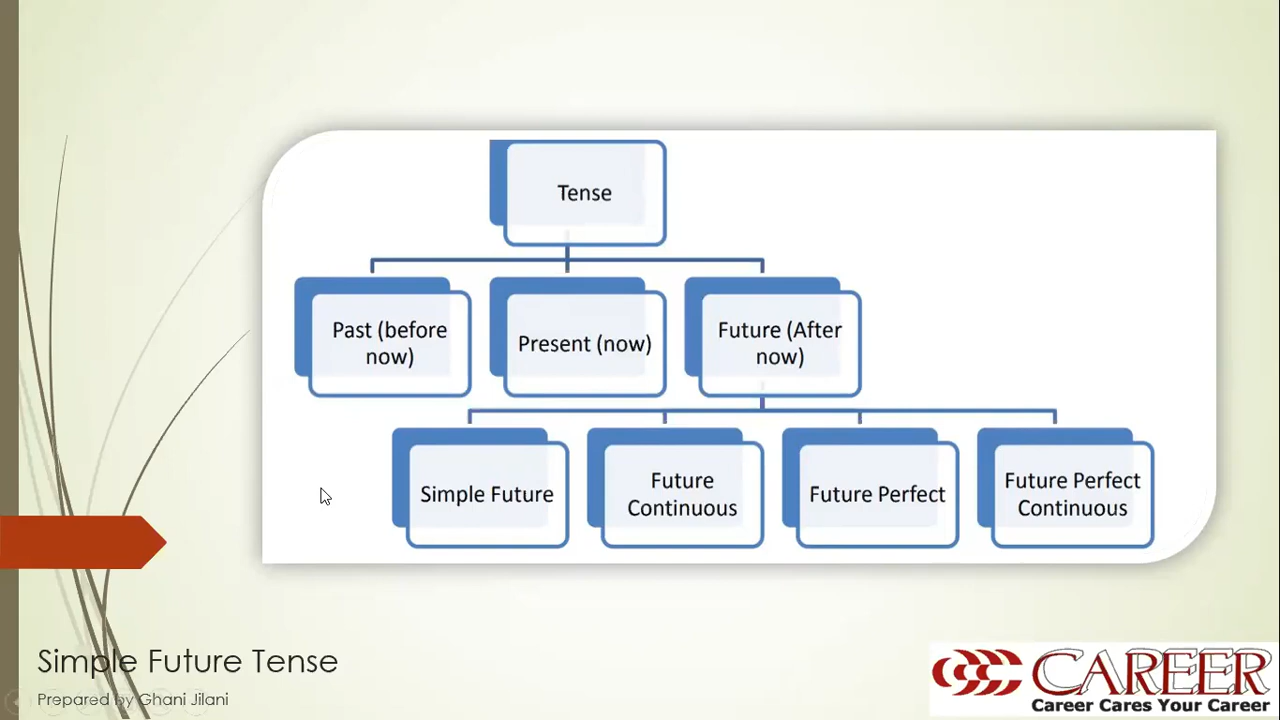 Tense
Past (before
now)
Present (now)
Future (After
now)
Simple Future
Future
Continuous
Future Perfect
Future Perfect
Continuous
Simple Future Tense
Prepared by Ghani Jilani
CAREER
Career Cares Your Career